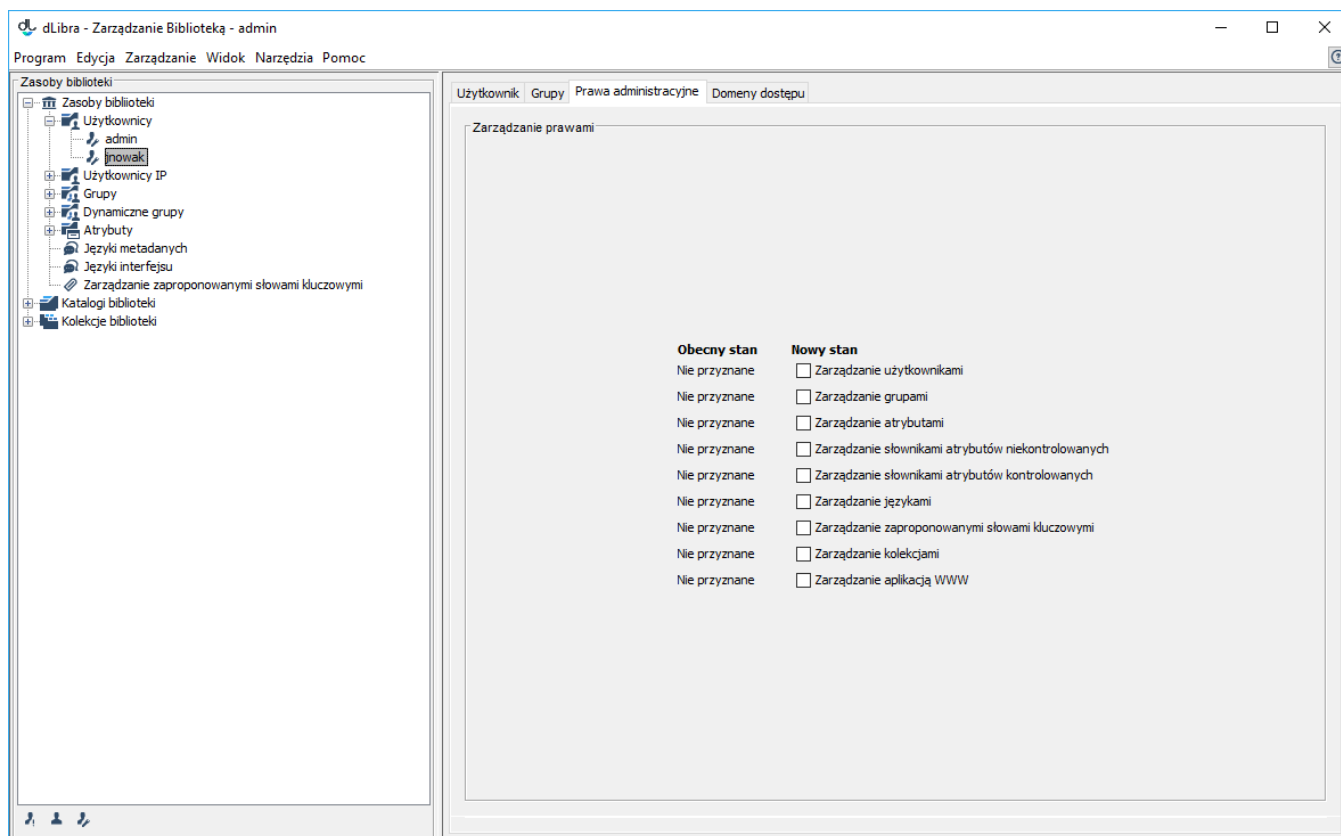 dLibra - Zarządzanie Biblioteką - admin
Program Edycja Zarządzanie Widok Narzędzia Pomoc
Zasoby biblioteki
Zasoby biblioteki
Użytkownicy
admin
jnowak
Użytkownicy IP
Grupy
Dynamiczne grupy
Atrybuty
Języki metadanych
Języki interfejsu
Zarządzanie zaproponowanymi słowami kluczowymi
Katalogi biblioteki
Kolekcje biblioteki
Użytkownik Grupy Prawa administracyjne Domeny dostępu
Zarządzanie prawami
Obecny stan Nowy stan
Nie przyznane Zarządzanie użytkownikami
Nie przyznane Zarządzanie grupami
Nie przyznane Zarządzanie atrybutami
Nie przyznane Zarządzanie słownikami atrybutów niekontrolowanych
Nie przyznane Zarządzanie słownikami atrybutów kontrolowanych
Nie przyznane Zarządzanie językami
Nie przyznane Zarządzanie zaproponowanymi słowami kluczowymi
Nie przyznane Zarządzanie kolekcjami
Nie przyznane Zarządzanie aplikacją WWW